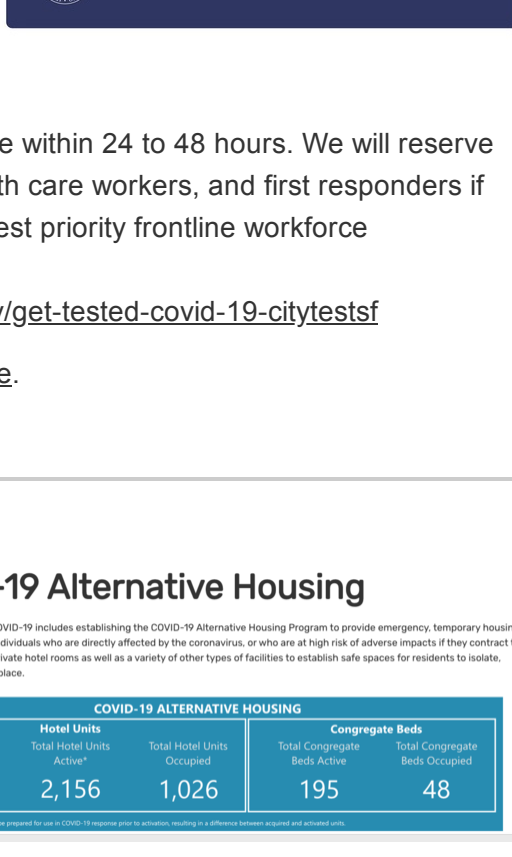 e within 24 to 48 hours. We will reserve
th care workers, and first responders if
est priority frontline workforce
/get-tested-covid-19-citytestsf
e.
-19 Alternative Housing
OVID-19 includes establishing the COVID-19 Alternative Housing Program to provide emergency, temporary housin
dividuals who are directly affected by the coronavirus, or who are at high risk of adverse impacts if they contract
ivate hotel rooms as well as a variety of other types of facilities to establish safe spaces for residents to isolate,
place.
COVID-19 ALTERNATIVE HOUSING
Hotel Units Congregate Beds
Total Hotel Units Total Hotel Units Total Congregate Total Congregate
Active* Occupied Beds Active Beds Occupied
2,156 1,026 195 48
e prepared for use in COVID-19 response prior to activation, resulting in a difference between acquired and activated units.